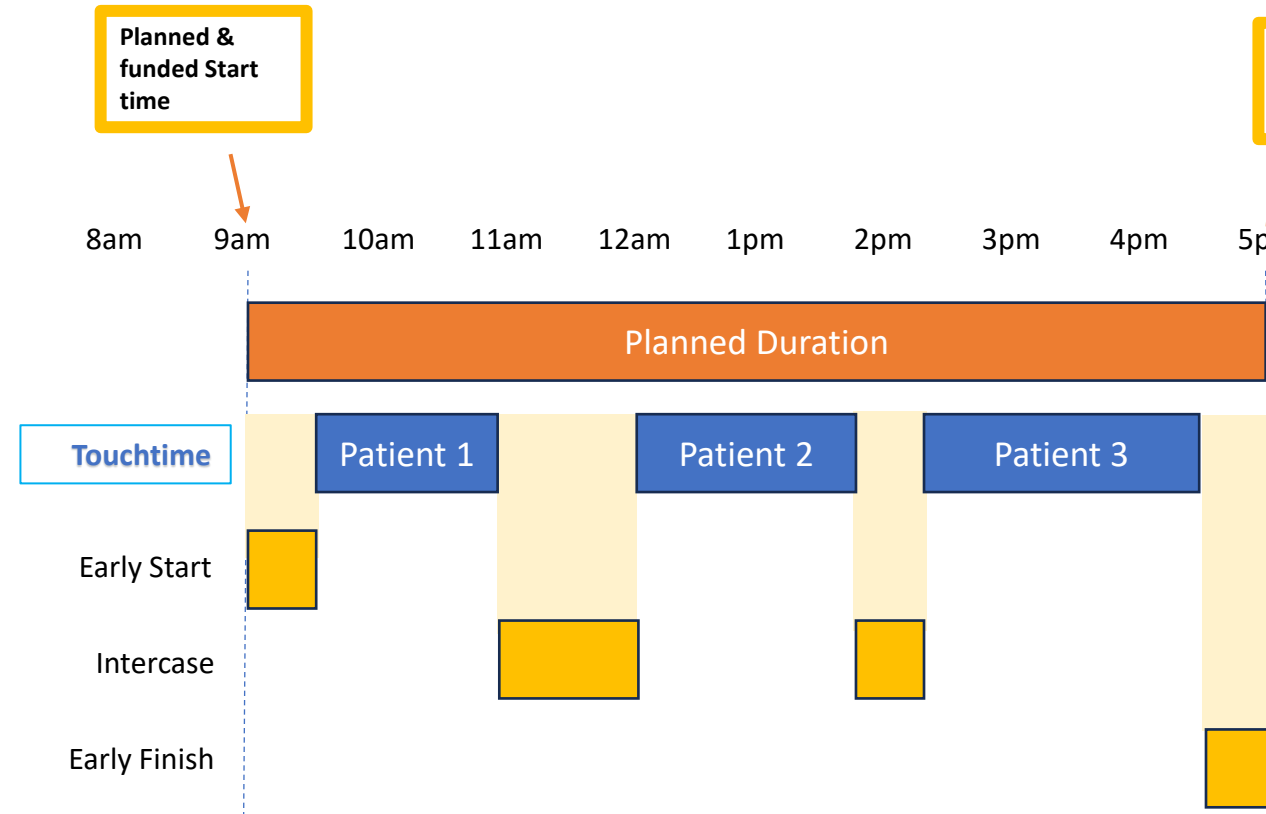 Planned &
funded Start
time
8am 9am 10am 11am 12am 1pm 2pm 3pm 4pm 5p
Planned Duration
Touchtime Patient 1 Patient 2 Patient 3
Early Start
Intercase
Early Finish